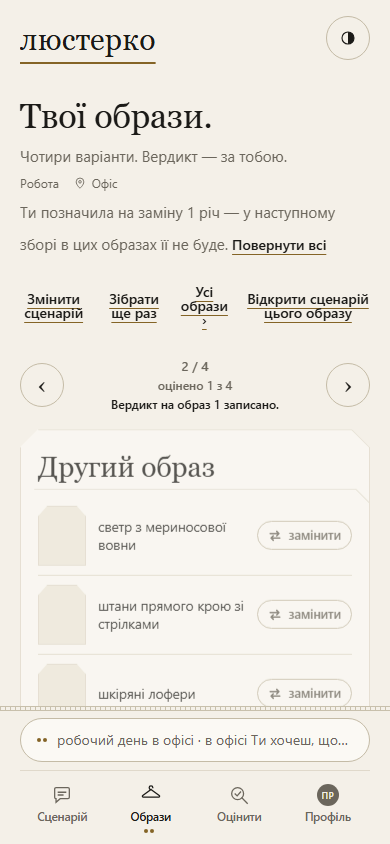 люстерко
Твої образи.
Чотири варіанти. Вердикт — за тобою.
Робота Офіс
Ти позначила на заміну 1 річ — у наступному
зборі в цих образах її не буде. Повернути всі
Змінити сценарій
Зібрати ще раз
Усі образи ›
Відкрити сценарій цього образу
‹
2 / 4
оцінено 1 з 4
Вердикт на образ 1 записано.
›
Другий образ
светр з мериносової вовни
замінити
штани прямого крою зі стрілками
замінити
шкіряні лофери
замінити
робочий день в офісі · в офісі Ти хочеш, що...
Сценарій
Образи
Оцінити
ПР
Профіль